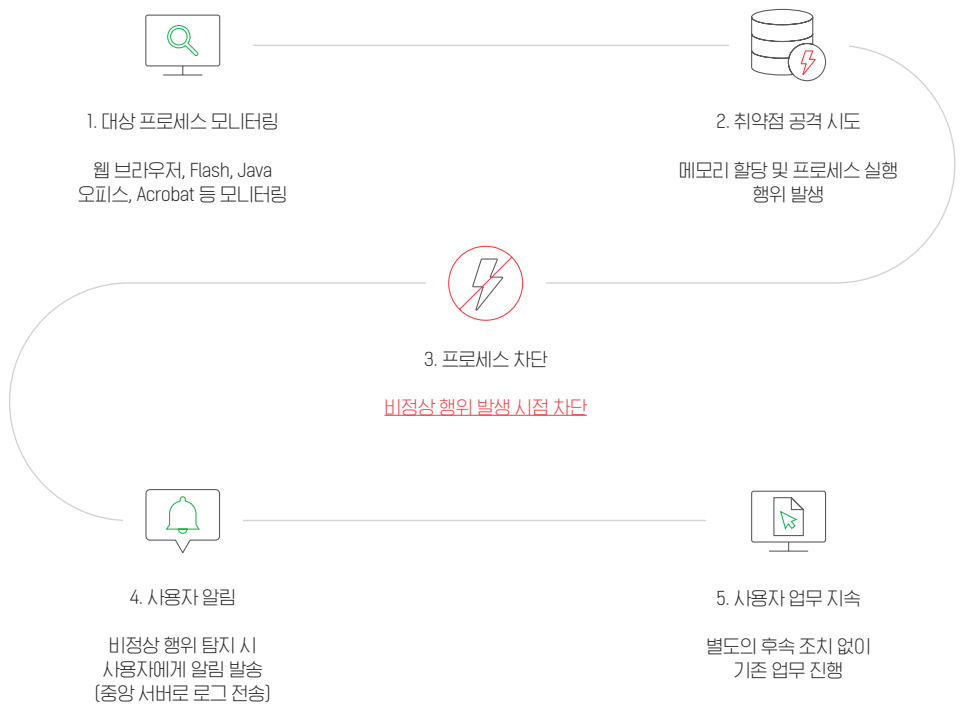 1. 대상 프로세스 모니터링
웹 브라우저, Flash, Java
오피스, Acrobat 등 모니터링
2. 취약점 공격 시도
메모리 할당 및 프로세스 실행
행위 발생
3. 프로세스 차단
비정상 행위 발생 시점 차단
4. 사용자 알림
비정상 행위 탐지 시
사용자에게 알림 발송
(중앙 서버로 로그 전송)
5. 사용자 업무 지속
별도의 후속 조치 없이
기존 업무 진행